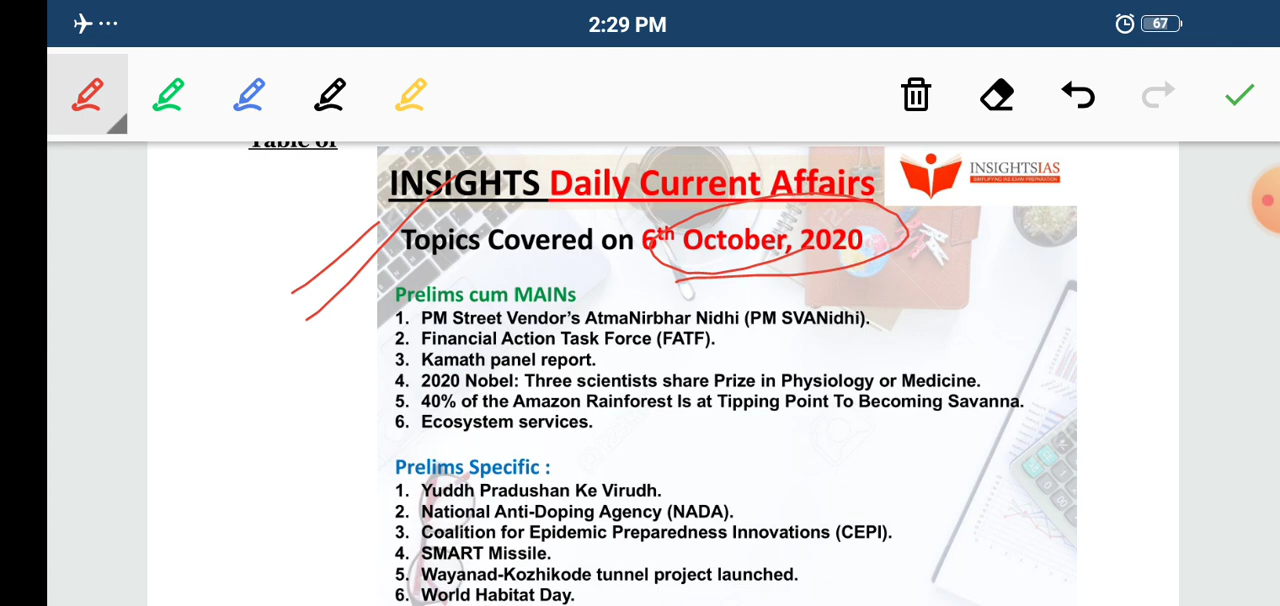 2:29 PM
67
Table of
INSIGHTS Daily Current Affairs
INSIGHTSIAS
SIMPLIFYING IAS EXAM PREPARATION
Topics Covered on 6th October, 2020
Prelims cum MAINs
1. PM Street Vendor's AtmaNirbhar Nidhi (PM SVANidhi).
2. Financial Action Task Force (FATF).
3. Kamath panel report.
4. 2020 Nobel: Three scientists share Prize in Physiology or Medicine.
5. 40% of the Amazon Rainforest Is at Tipping Point To Becoming Savanna.
6. Ecosystem services.
Prelims Specific :
1. Yuddh Pradushan Ke Virudh.
2. National Anti-Doping Agency (NADA).
3. Coalition for Epidemic Preparedness Innovations (CEPI).
4. SMART Missile.
5. Wayanad-Kozhikode tunnel project launched.
6. World Habitat Day.